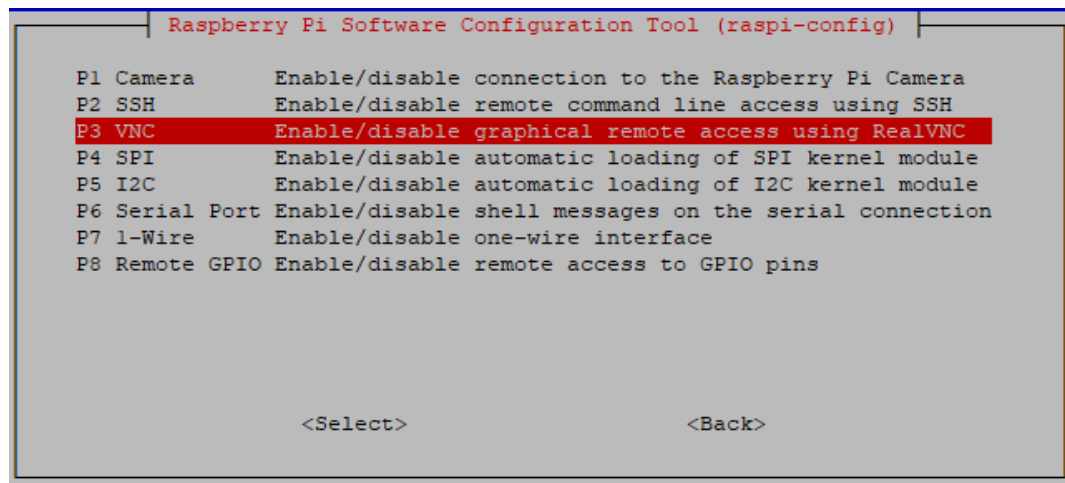 Raspberry Pi Software Configuration Tool (raspi-config)
P1 Camera Enable/disable connection to the Raspberry Pi Camera
P2 SSH Enable/disable remote command line access using SSH
P3 VNC Enable/disable graphical remote access using RealVNC
P4 SPI Enable/disable automatic loading of SPI kernel module
P5 I2C Enable/disable automatic loading of I2C kernel module
P6 Serial Port Enable/disable shell messages on the serial connection
P7 1-Wire Enable/disable one-wire interface
P8 Remote GPIO Enable/disable remote access to GPIO pins
<Select> <Back>